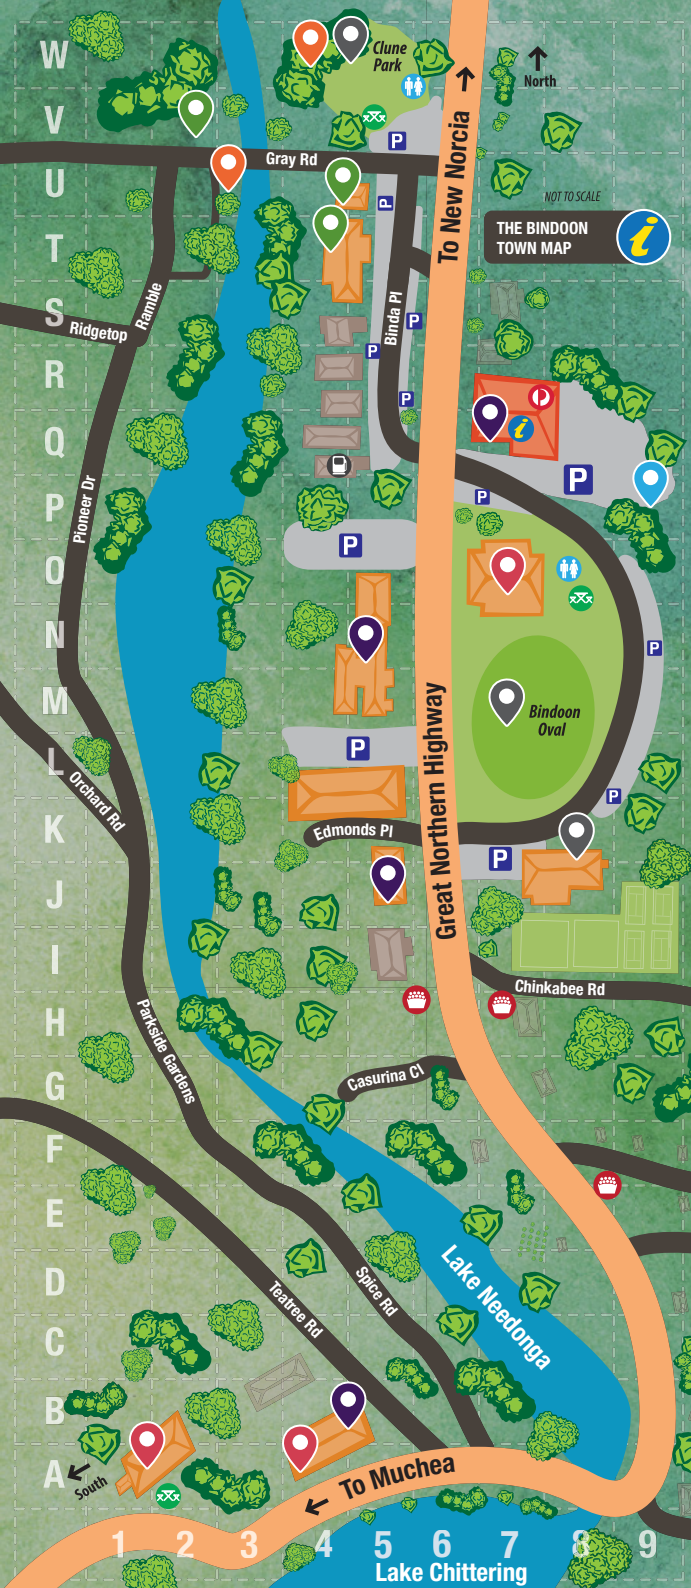 W
Clune
Park
North
V
P
Gray Rd
U
P
NOT TO SCALE
To New Norcia
THE BINDOON
TOWN MAP
i
T
Ramble
Binda Pl
S
Ridgetop
P
P
R
P
i
Q
P
P
P
Pioneer Dr
P
O
N
P
M
Bindoon
Oval
P
L
Orchard Rd
Great Northern Highway
P
K
Edmonds Pl
P
J
I
Chinkabee Rd
H
Parkside Gardens
G
Casurina Cl
F
E
Lake Needonga
D
Spice Rd
Teatree Rd
C
B
A
South
To Muchea
1 2 3 4 5 6 7 8 9
Lake Chittering